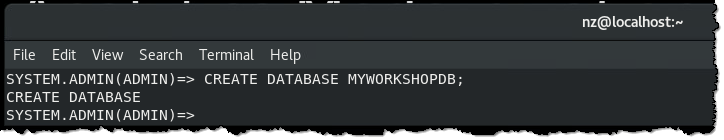 nz@localhost:~
File Edit View Search Terminal Help
SYSTEM.ADMIN(ADMIN)=> CREATE DATABASE MYWORKSHOPDB;
CREATE DATABASE
SYSTEM.ADMIN(ADMIN)=>